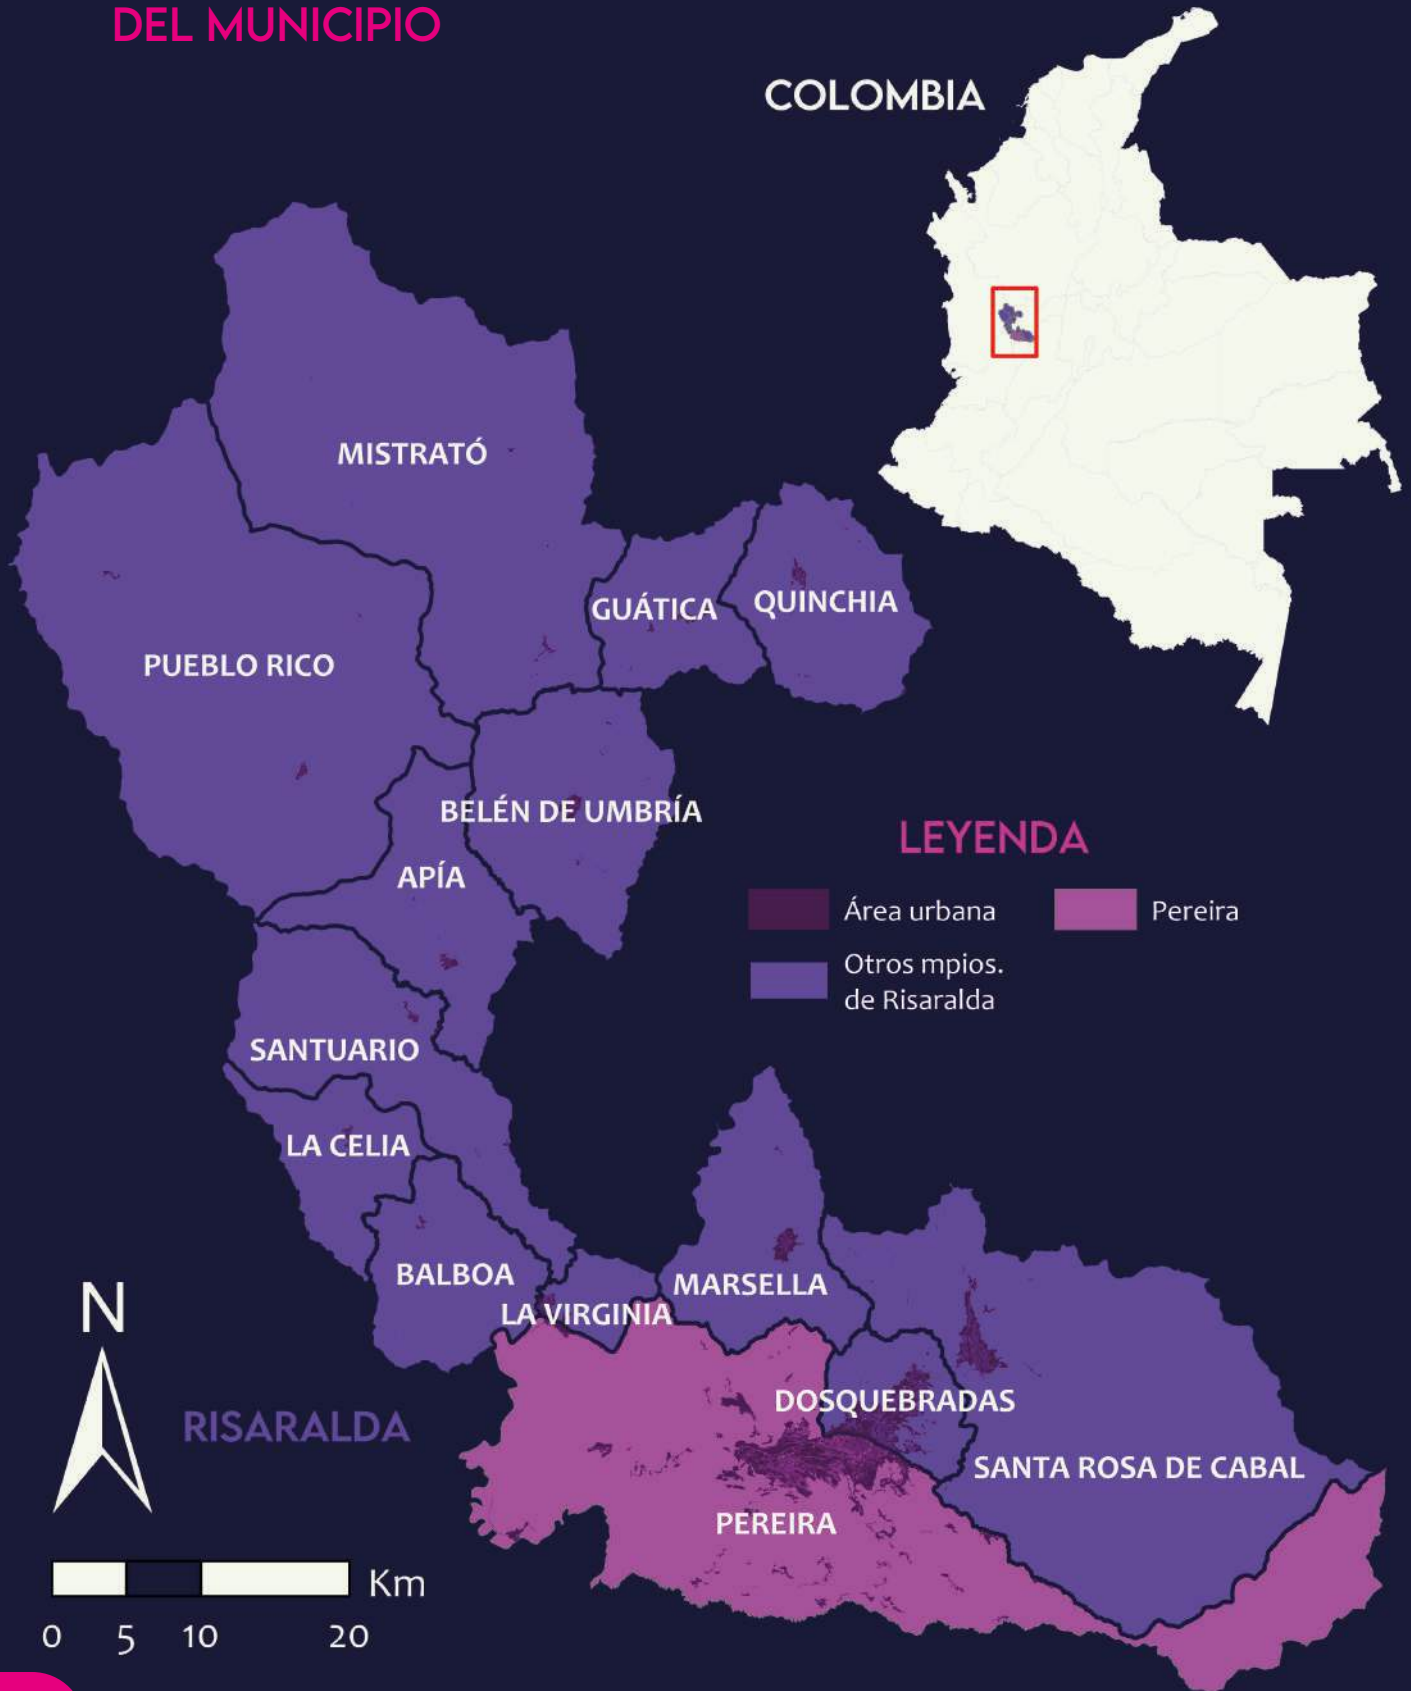 DEL MUNICIPIO
COLOMBIA
MISTRATÓ
GUÁTICA
QUINCHIA
PUEBLO RICO
BELÉN DE UMBRÍA
APÍA
LEYENDA
Área urbana
Pereira
Otros mpios.
de Risaralda
SANTUARIO
LA CELIA
BALBOA
MARSELLA
LA VIRGINIA
N
DOSQUEBRADAS
RISARALDA
SANTA ROSA DE CABAL
PEREIRA
Km
0 5 10 20